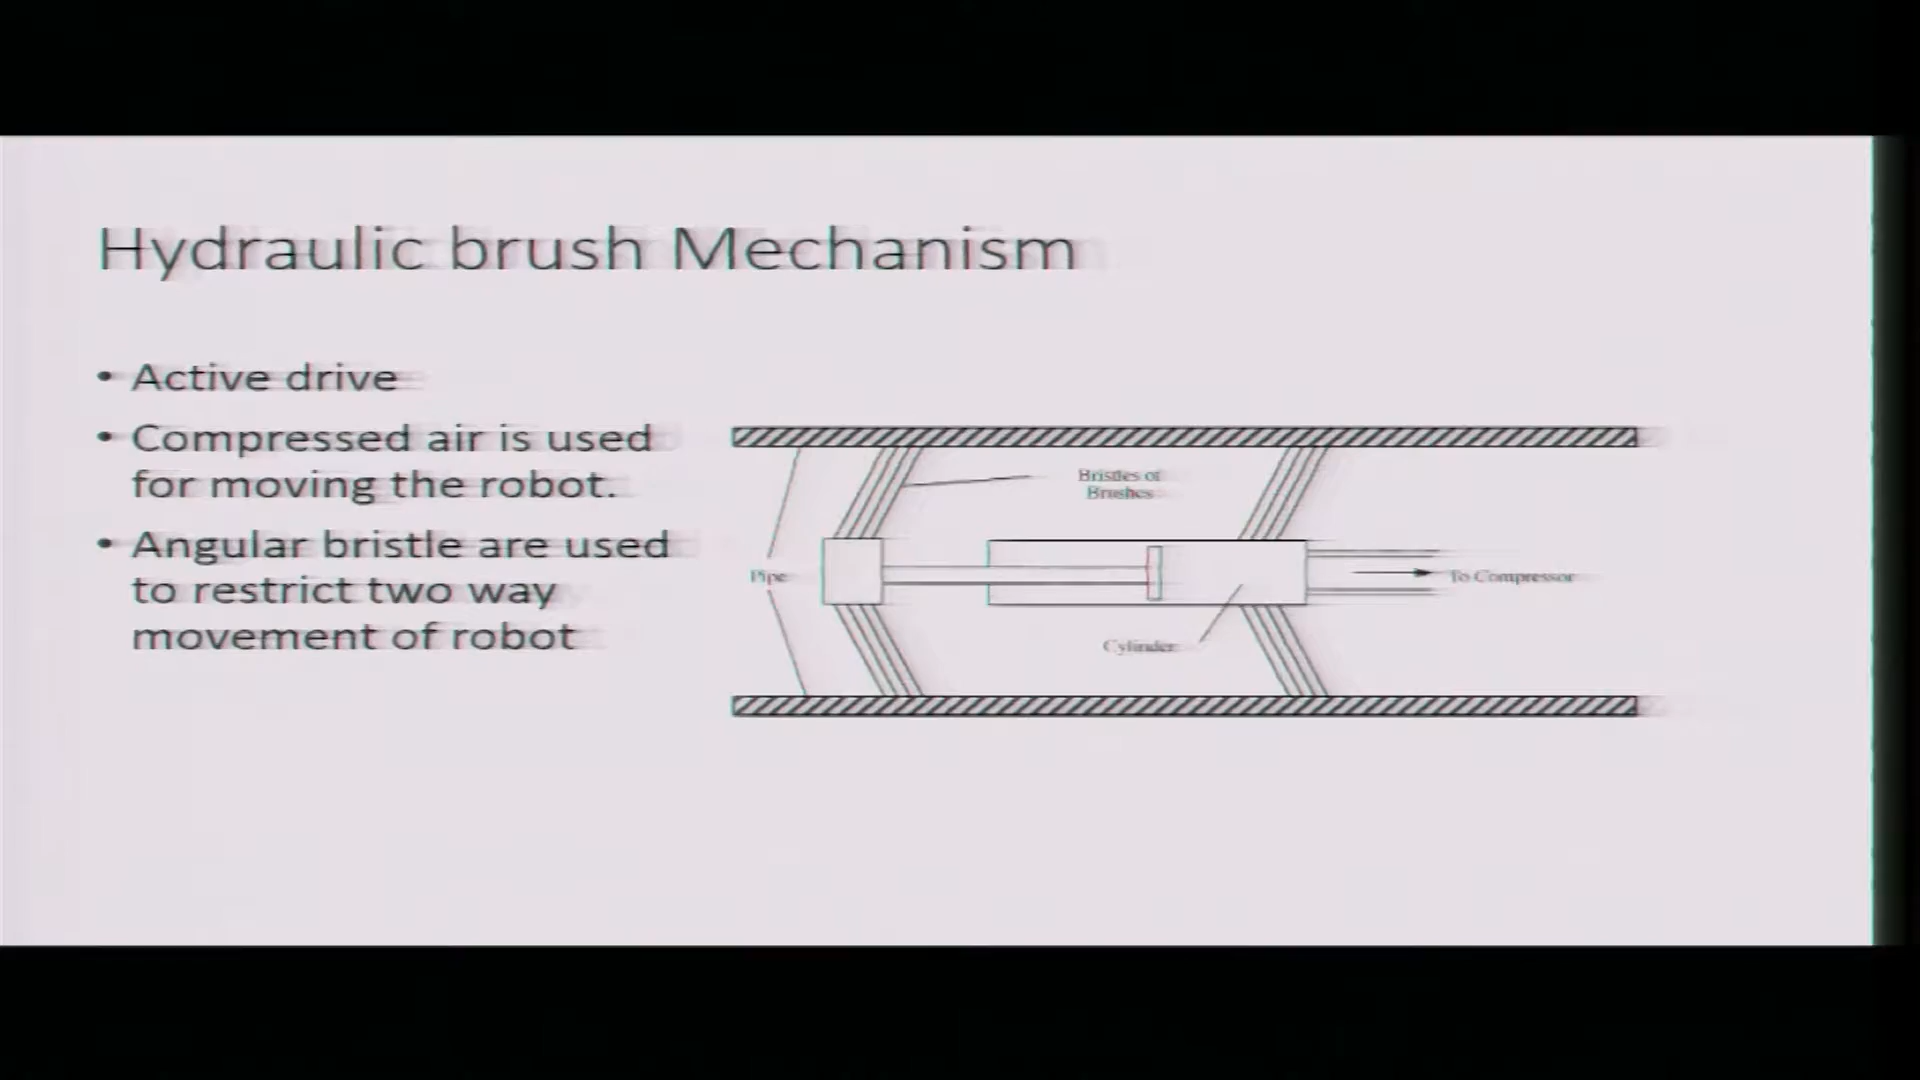 Hydraulic brush Mechanism
• Active drive
• Compressed air is used
for moving the robot.
• Angular bristle are used
to restrict two way
movement of robot
Bristles of
Brushes
Pipe
To Compressor
Cylinder